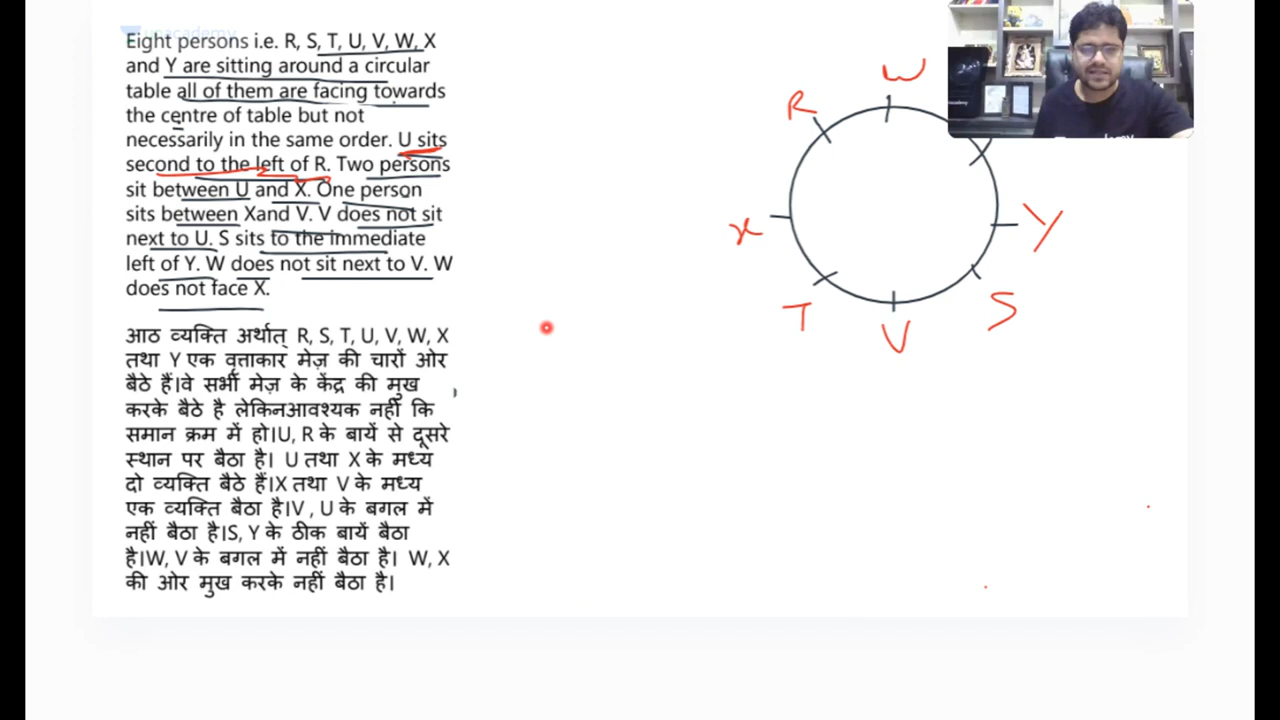 unacademy
Eight persons i.e. R, S, T, U, V, W, X
and Y are sitting around a circular
table all of them are facing towards
the centre of table but not
necessarily in the same order. U sits
second to the left of R. Two persons
sit between U and X. One person
sits between Xand V. V does not sit
next to U. S sits to the immediate
left of Y. W does not sit next to V. W
does not face X.
आठ व्यक्ति अर्थात् R, S, T, U, V, W, X
तथा Y एक वृत्ताकार मेज़ की चारों ओर
बैठे हैं।वे सभी मेज़ के केंद्र की मुख
करके बैठे है लेकिनआवश्यक नहीं कि
समान क्रम में हो।U, R के बायें से दूसरे
स्थान पर बैठा है। U तथा X के मध्य
दो व्यक्ति बैठे हैं।X तथा V के मध्य
एक व्यक्ति बैठा है।V , U के बगल में
नहीं बैठा है।S, Y के ठीक बायें बैठा
है।W, V के बगल में नहीं बैठा है। W, X
की ओर मुख करके नहीं बैठा है।
W
R
Y
X
S
T
V